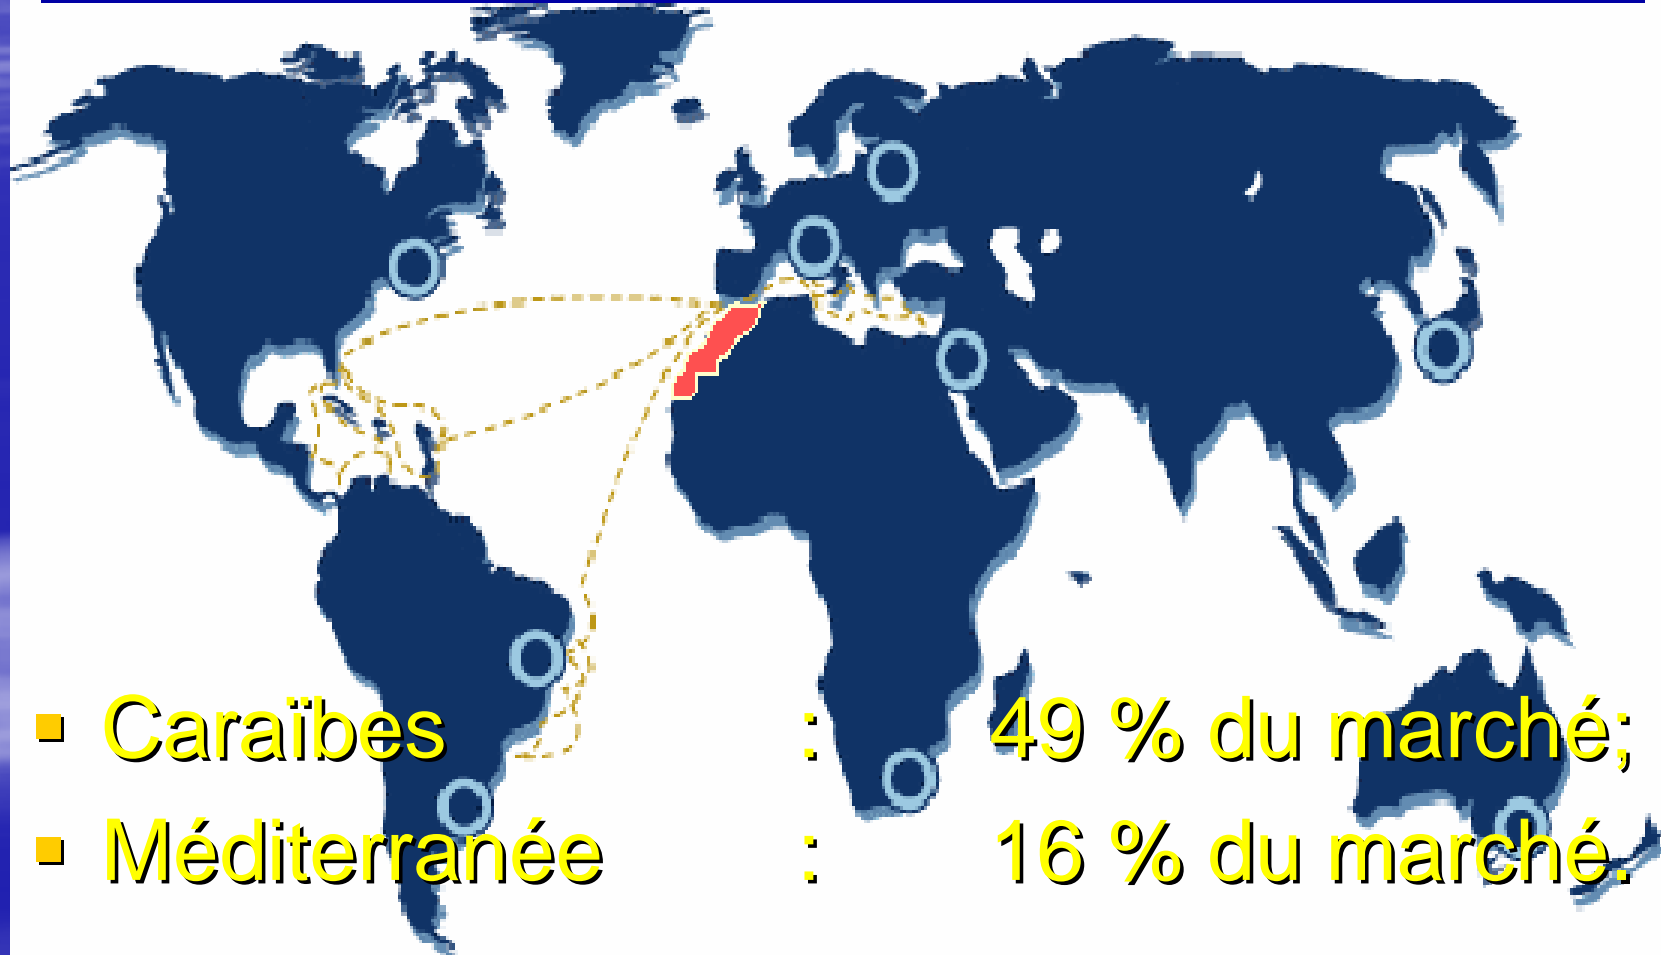 Caraïbes : 49 % du marché;
Méditerranée : 16 % du marché.